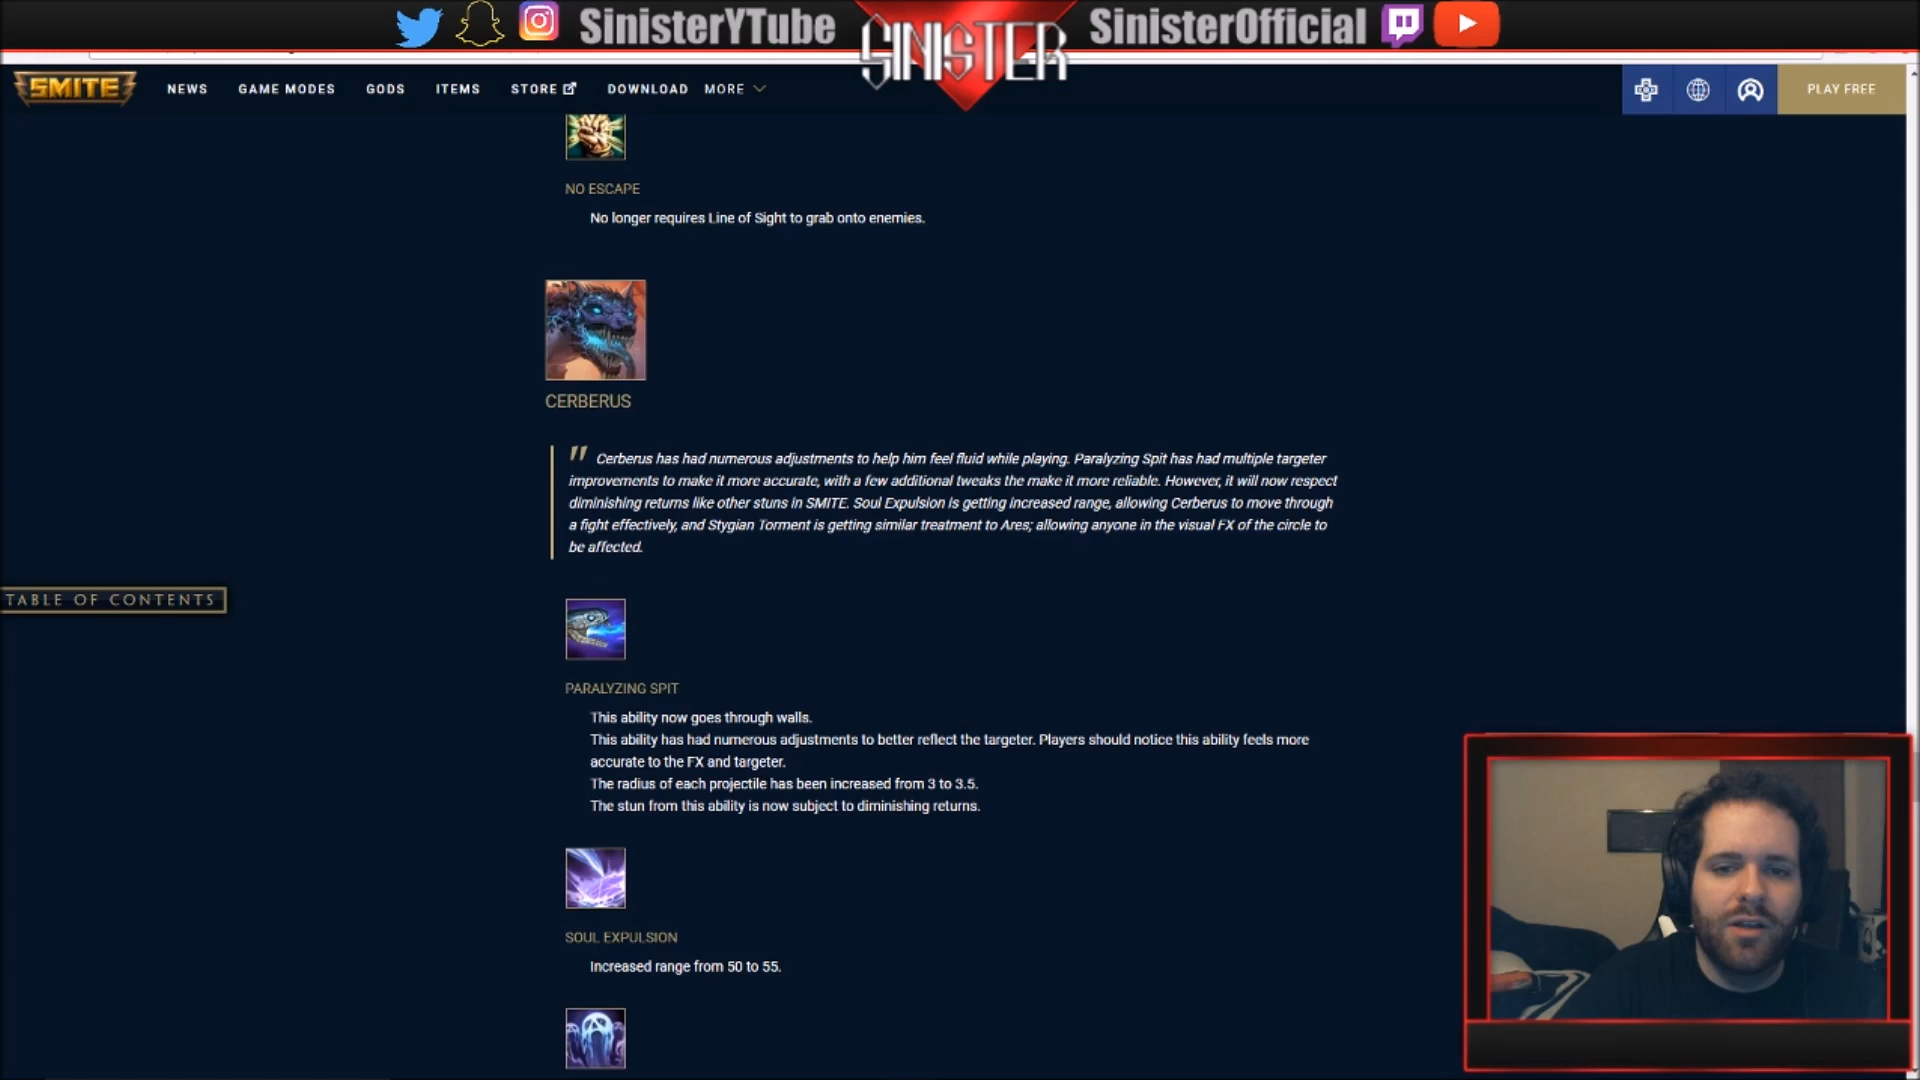 SinisterYTube
SINISTER
SinisterOfficial
SMITE
NEWS
GAME MODES
GODS
ITEMS
STORE
DOWNLOAD
MORE
PLAY FREE
NO ESCAPE
No longer requires Line of Sight to grab onto enemies.
CERBERUS
" Cerberus has had numerous adjustments to help him feel fluid while playing. Paralyzing Spit has had multiple targeter
improvements to make it more accurate, with a few additional tweaks the make it more reliable. However, it will now respect
diminishing returns like other stuns in SMITE. Soul Expulsion is getting increased range, allowing Cerberus to move through
a fight effectively, and Stygian Torment is getting similar treatment to Ares; allowing anyone in the visual FX of the circle to
be affected.
TABLE OF CONTENTS
PARALYZING SPIT
This ability now goes through walls.
This ability has had numerous adjustments to better reflect the targeter. Players should notice this ability feels more
accurate to the FX and targeter.
The radius of each projectile has been increased from 3 to 3.5.
The stun from this ability is now subject to diminishing returns.
SOUL EXPULSION
Increased range from 50 to 55.